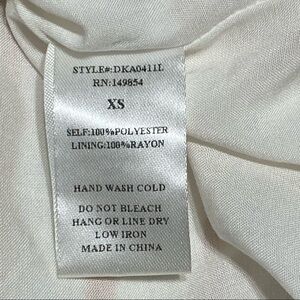 STYLE#:DKA0411L
RN:149854
XS
SELF:100%POLYESTER
LINING:100%RAYON
HAND WASH COLD
DO NOT BLEACH
HANG OR LINE DRY
LOW IRON
MADE IN CHINA